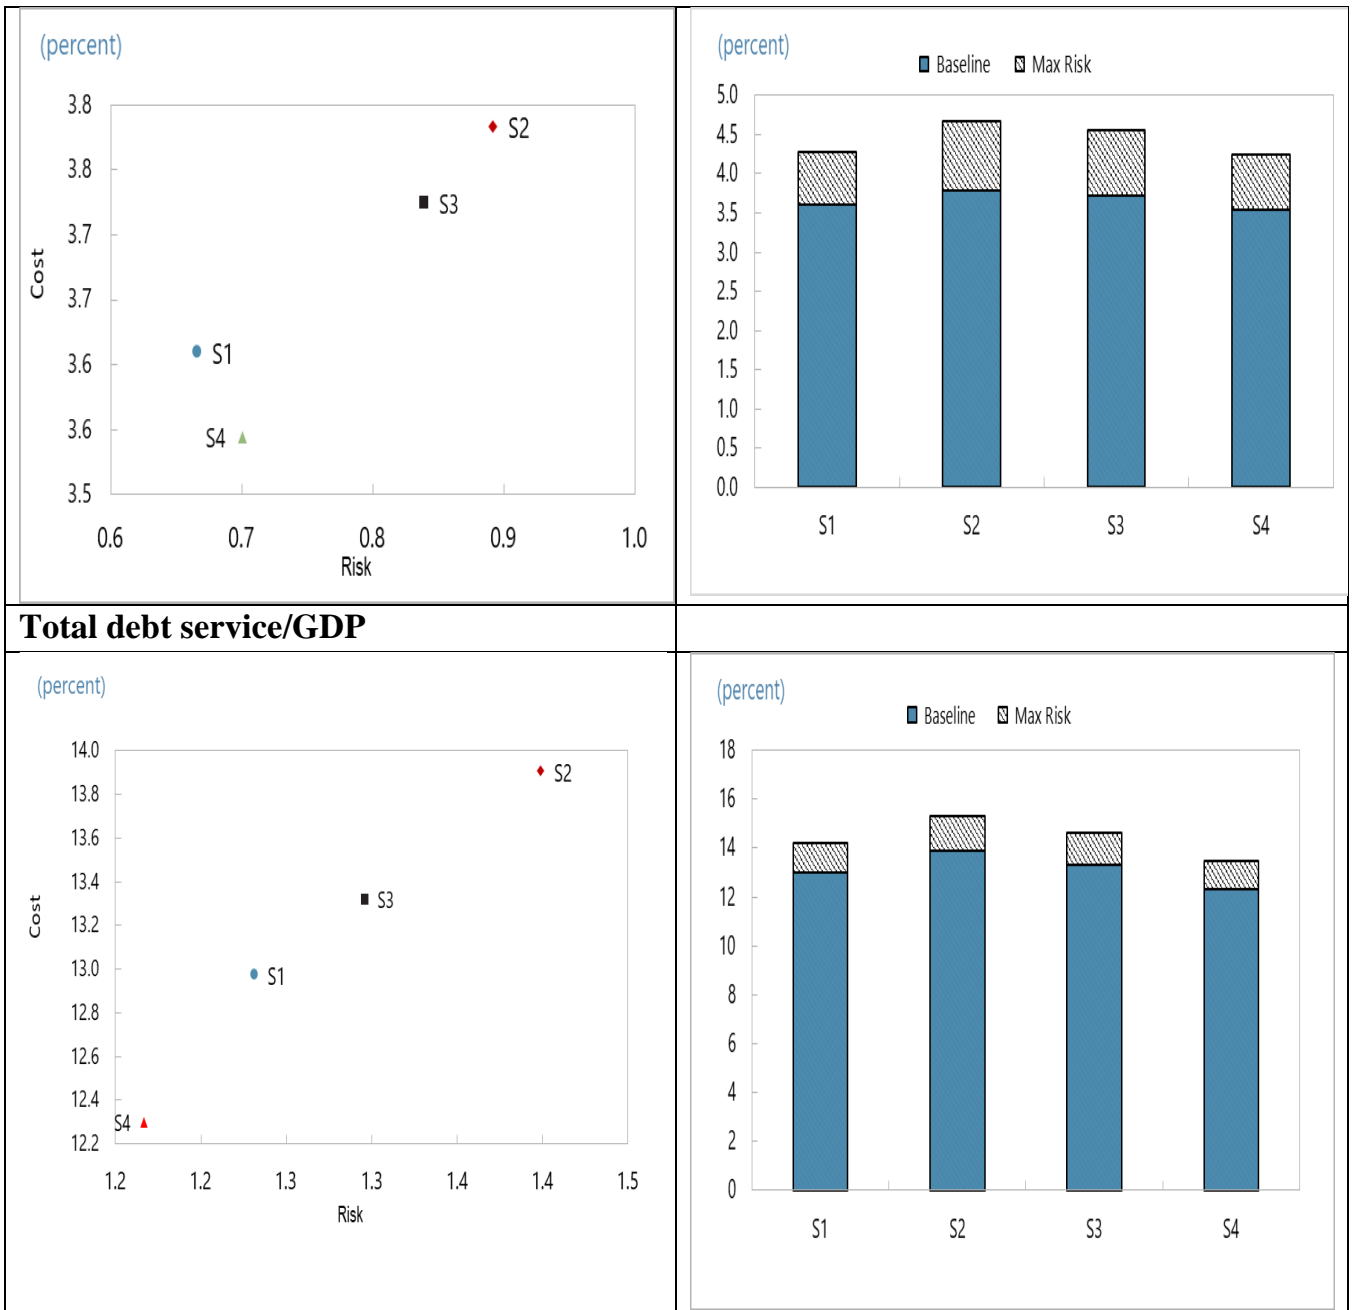 (percent)
3.8
S2
3.8
S3
3.7
Cost
3.7
S1
3.6
S4
3.6
3.5
0.6 0.7 0.8 0.9 1.0
Risk
(percent)
Baseline Max Risk
5.0
4.5
4.0
3.5
3.0
2.5
2.0
1.5
1.0
0.5
0.0
S1 S2 S3 S4
Total debt service/GDP
(percent)
14.0
S2
13.8
13.6
13.4
S3
13.2
Cost
13.0
S1
12.8
12.6
12.4
S4
12.2
1.2 1.2 1.3 1.3 1.4 1.4 1.5
Risk
(percent)
Baseline Max Risk
18
16
14
12
10
8
6
4
2
0
S1 S2 S3 S4